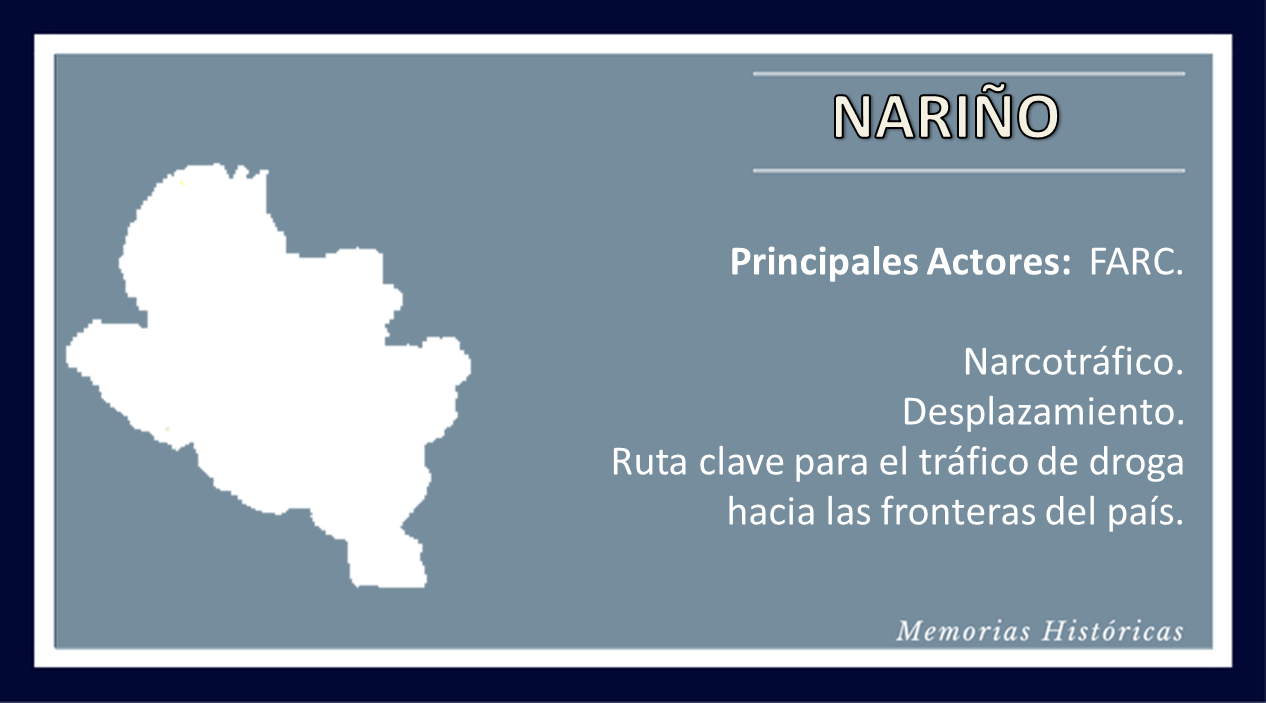 NARIÑO
Principales Actores: FARC.
Narcotráfico.
Desplazamiento.
Ruta clave para el tráfico de droga
hacia las fronteras del país.
Memorias Históricas